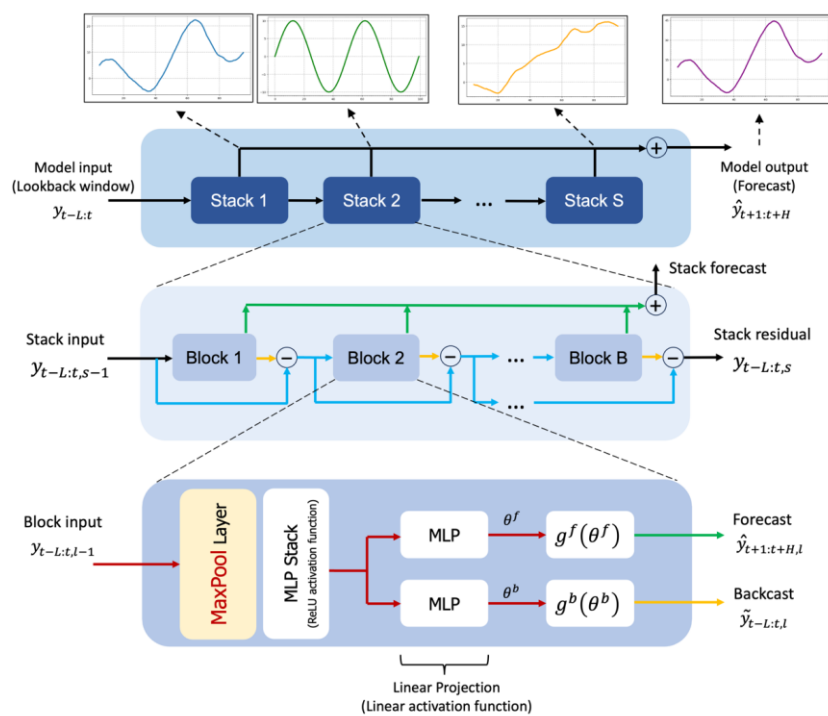 Model input
(Lookback window)
y_{t-L:t}
Stack 1
Stack 2
...
Stack S
+
Model output
(Forecast)
ŷ_{t+1:t+H}
Stack forecast
+
Stack input
y_{t-L:t,s-1}
Block 1
−
Block 2
−
...
Block B
−
...
Stack residual
y_{t-L:t,s}
Block input
y_{t-L:t,l-1}
MaxPool Layer
MLP Stack
(ReLU activation function)
MLP
θ^f
g^f(θ^f)
Forecast
ŷ_{t+1:t+H,l}
MLP
θ^b
g^b(θ^b)
Backcast
ỹ_{t-L:t,l}
Linear Projection
(Linear activation function)